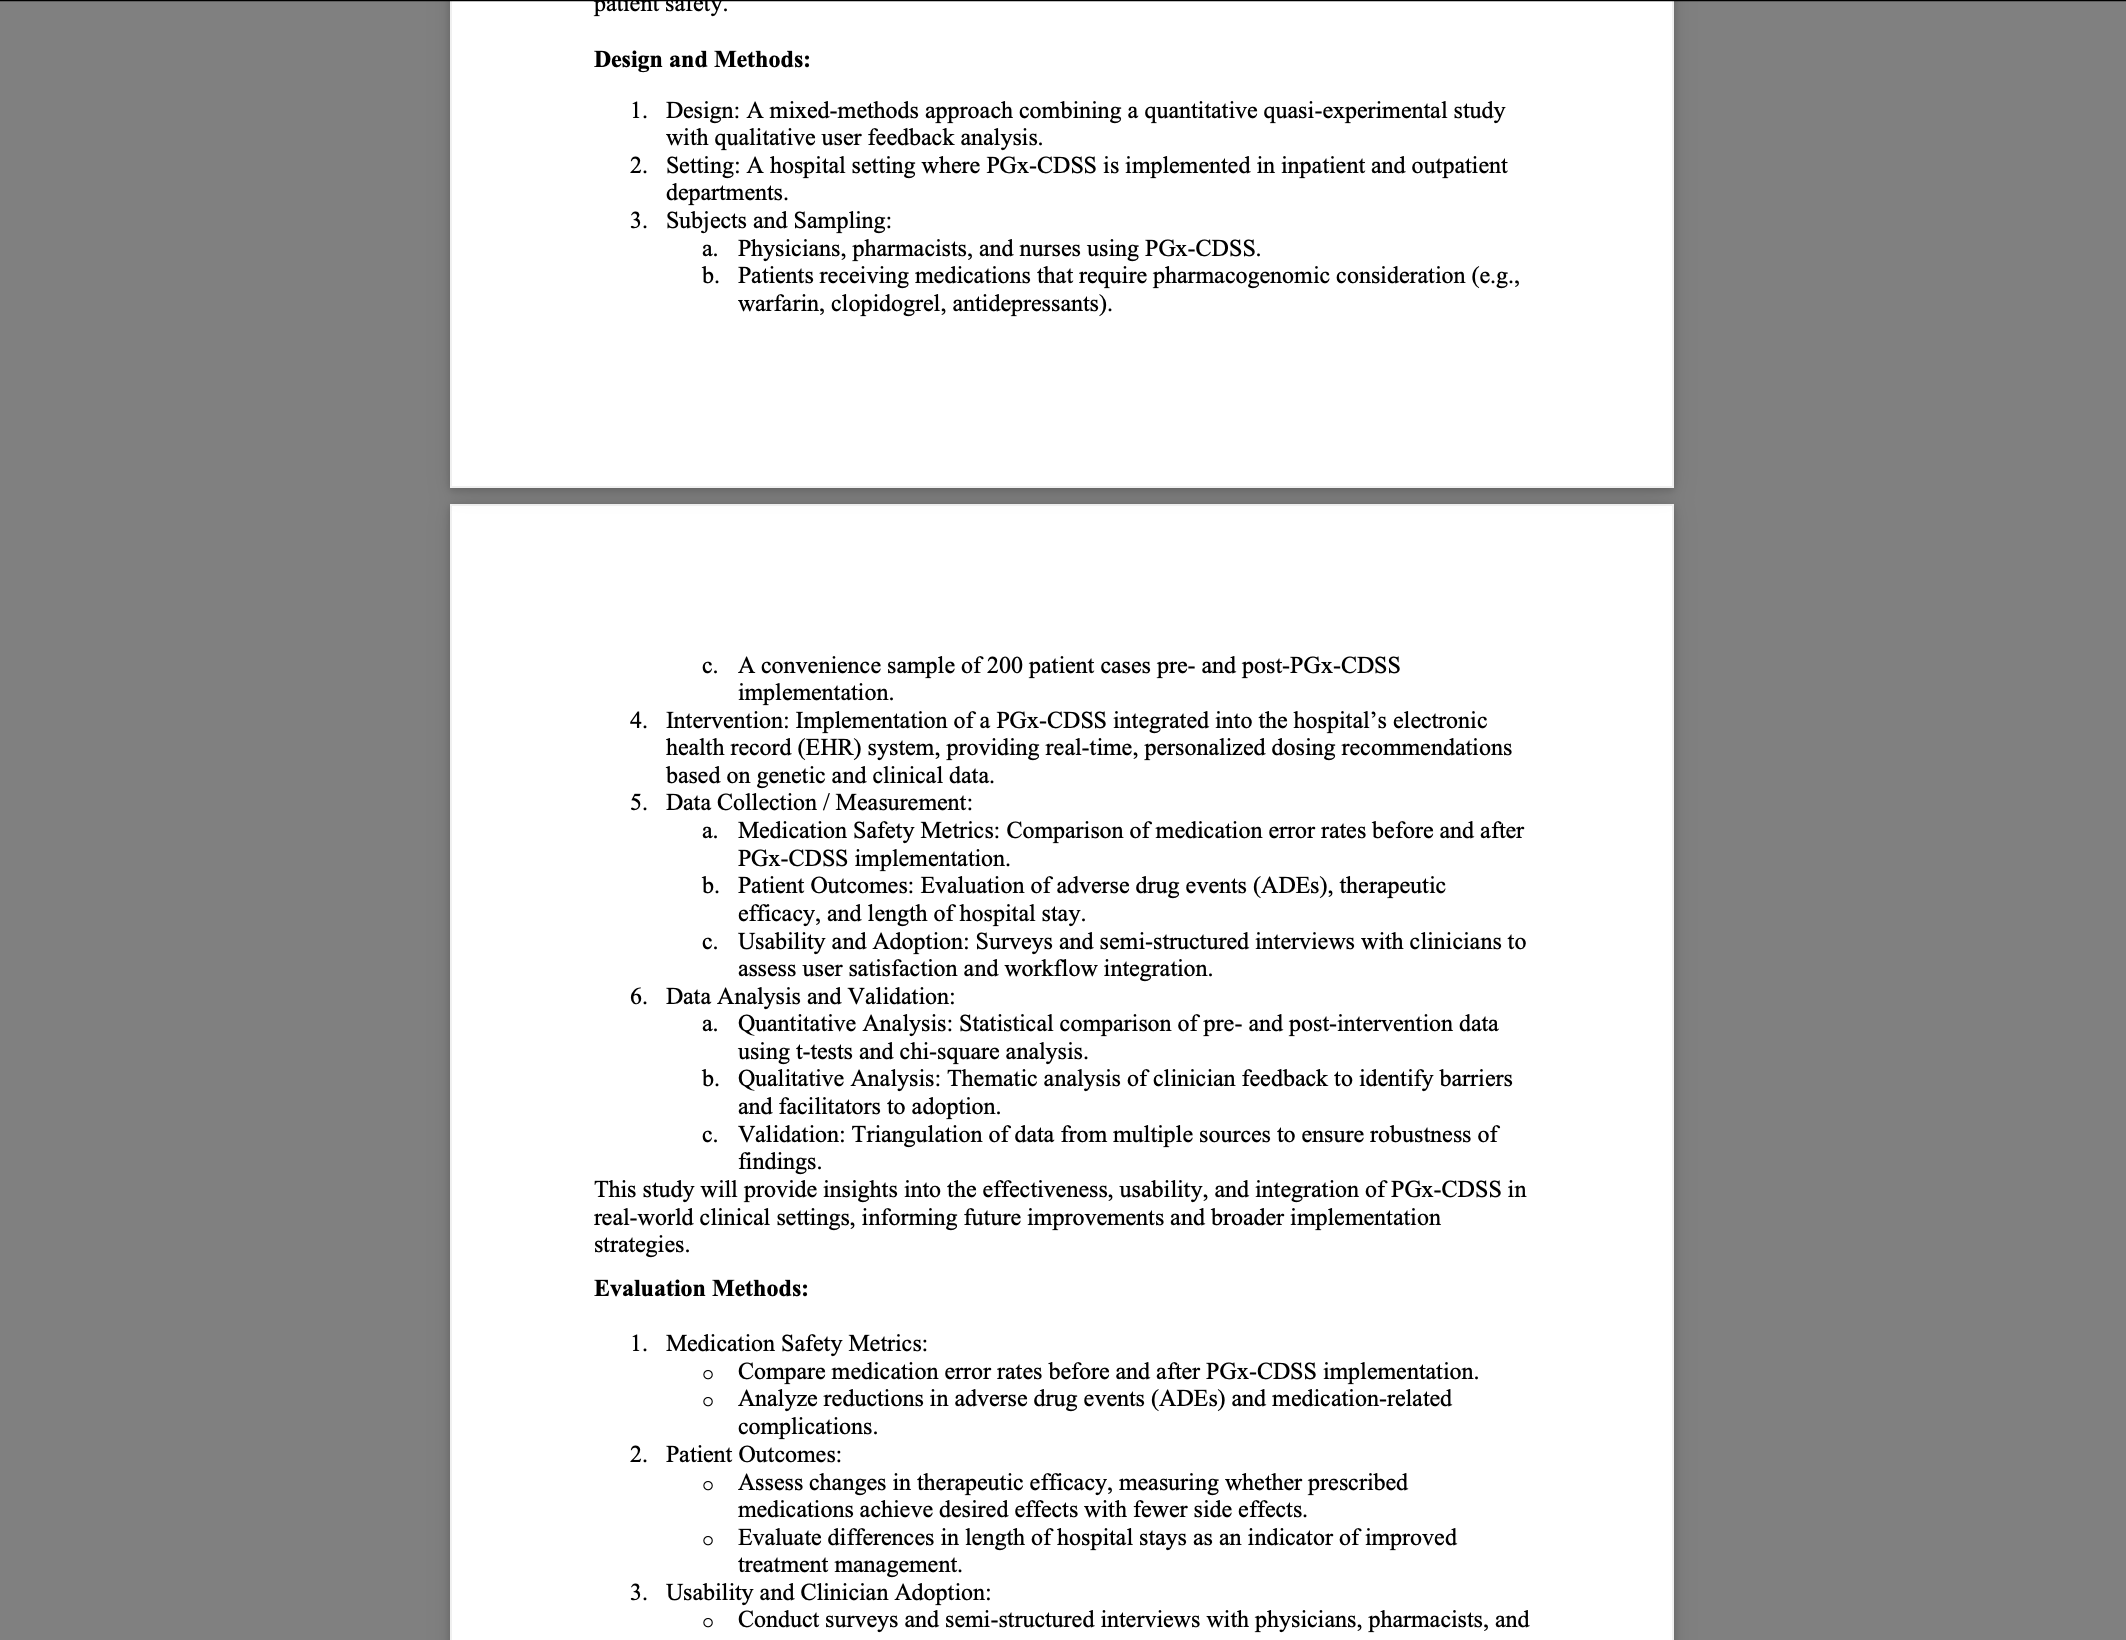 patient safety.
Design and Methods:
1. Design: A mixed-methods approach combining a quantitative quasi-experimental study
with qualitative user feedback analysis.
2. Setting: A hospital setting where PGx-CDSS is implemented in inpatient and outpatient
departments.
3. Subjects and Sampling:
a. Physicians, pharmacists, and nurses using PGx-CDSS.
b. Patients receiving medications that require pharmacogenomic consideration (e.g.,
warfarin, clopidogrel, antidepressants).
c. A convenience sample of 200 patient cases pre- and post-PGx-CDSS
implementation.
4. Intervention: Implementation of a PGx-CDSS integrated into the hospital’s electronic
health record (EHR) system, providing real-time, personalized dosing recommendations
based on genetic and clinical data.
5. Data Collection / Measurement:
a. Medication Safety Metrics: Comparison of medication error rates before and after
PGx-CDSS implementation.
b. Patient Outcomes: Evaluation of adverse drug events (ADEs), therapeutic
efficacy, and length of hospital stay.
c. Usability and Adoption: Surveys and semi-structured interviews with clinicians to
assess user satisfaction and workflow integration.
6. Data Analysis and Validation:
a. Quantitative Analysis: Statistical comparison of pre- and post-intervention data
using t-tests and chi-square analysis.
b. Qualitative Analysis: Thematic analysis of clinician feedback to identify barriers
and facilitators to adoption.
c. Validation: Triangulation of data from multiple sources to ensure robustness of
findings.
This study will provide insights into the effectiveness, usability, and integration of PGx-CDSS in
real-world clinical settings, informing future improvements and broader implementation
strategies.
Evaluation Methods:
1. Medication Safety Metrics:
o Compare medication error rates before and after PGx-CDSS implementation.
o Analyze reductions in adverse drug events (ADEs) and medication-related
complications.
2. Patient Outcomes:
o Assess changes in therapeutic efficacy, measuring whether prescribed
medications achieve desired effects with fewer side effects.
o Evaluate differences in length of hospital stays as an indicator of improved
treatment management.
3. Usability and Clinician Adoption:
o Conduct surveys and semi-structured interviews with physicians, pharmacists, and